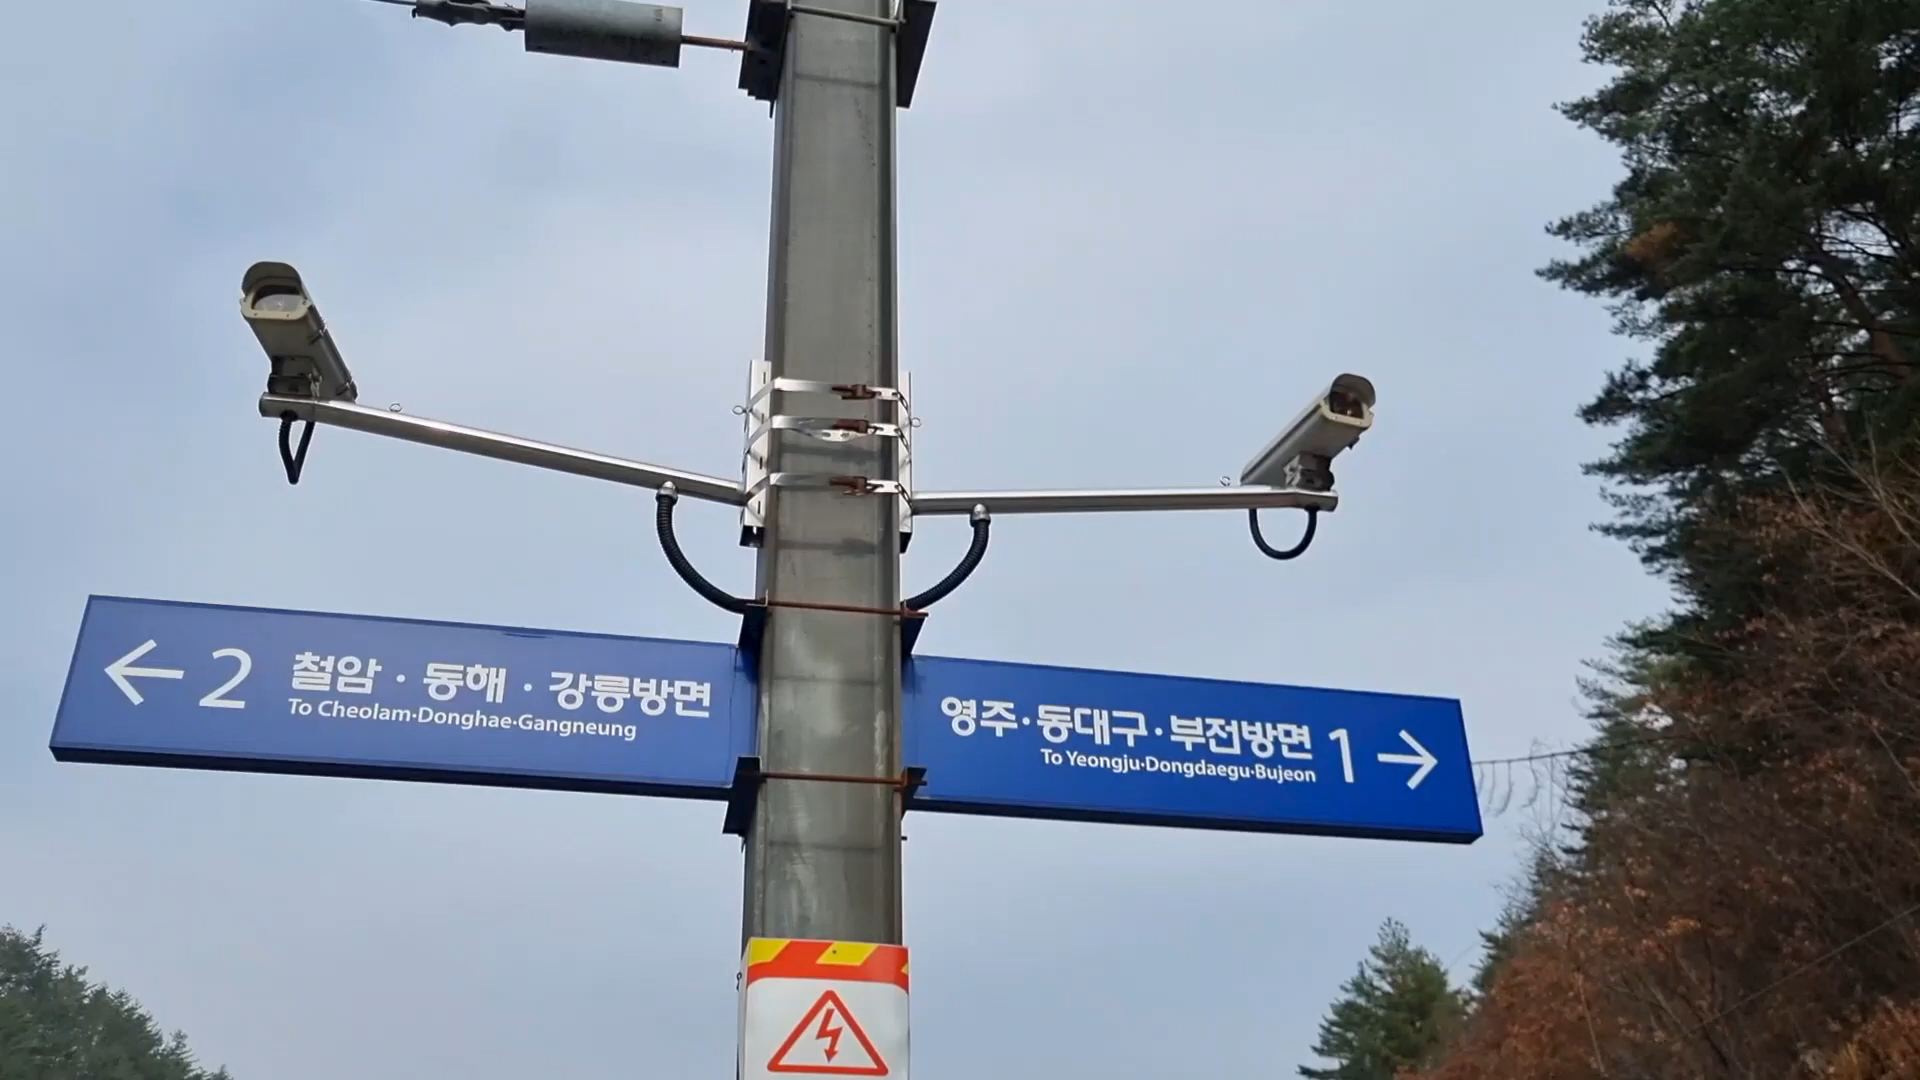 ← 2 철암 · 동해 · 강릉방면
To Cheolam·Donghae·Gangneung
영주·동대구·부전방면 1 →
To Yeongju·Dongdaegu·Bujeon